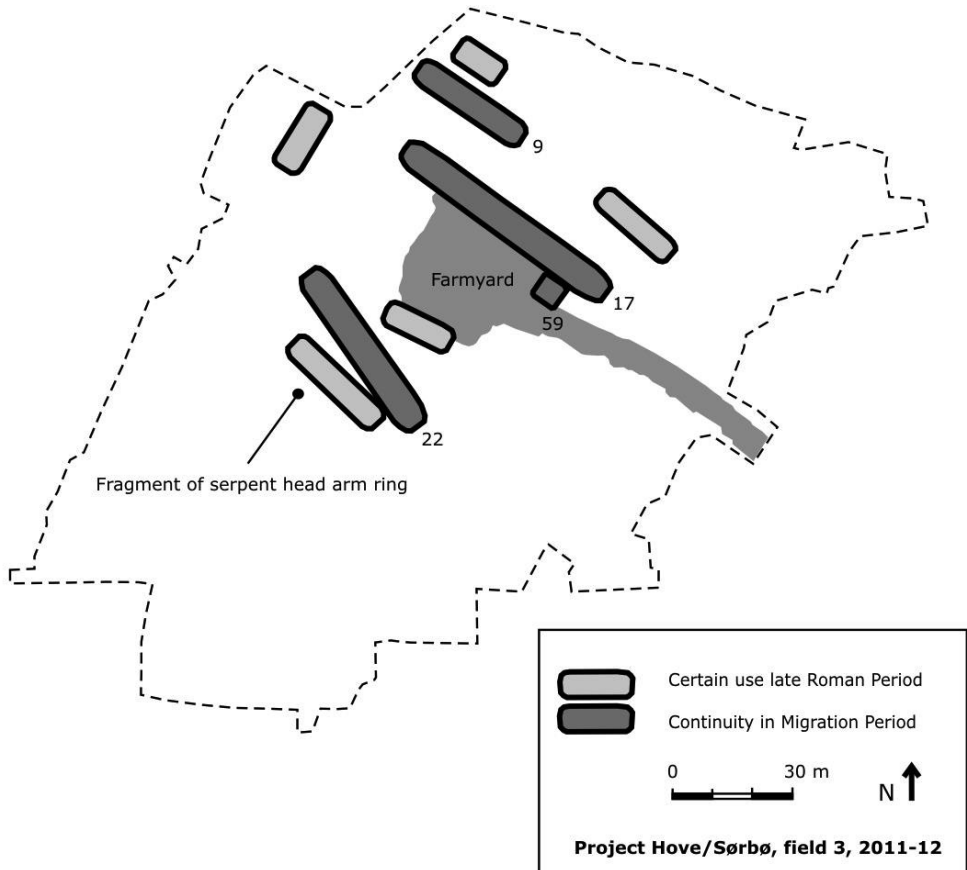 9
Farmyard
17
59
22
Fragment of serpent head arm ring
Certain use late Roman Period
Continuity in Migration Period
0 30 m
N
Project Hove/Sørbø, field 3, 2011-12